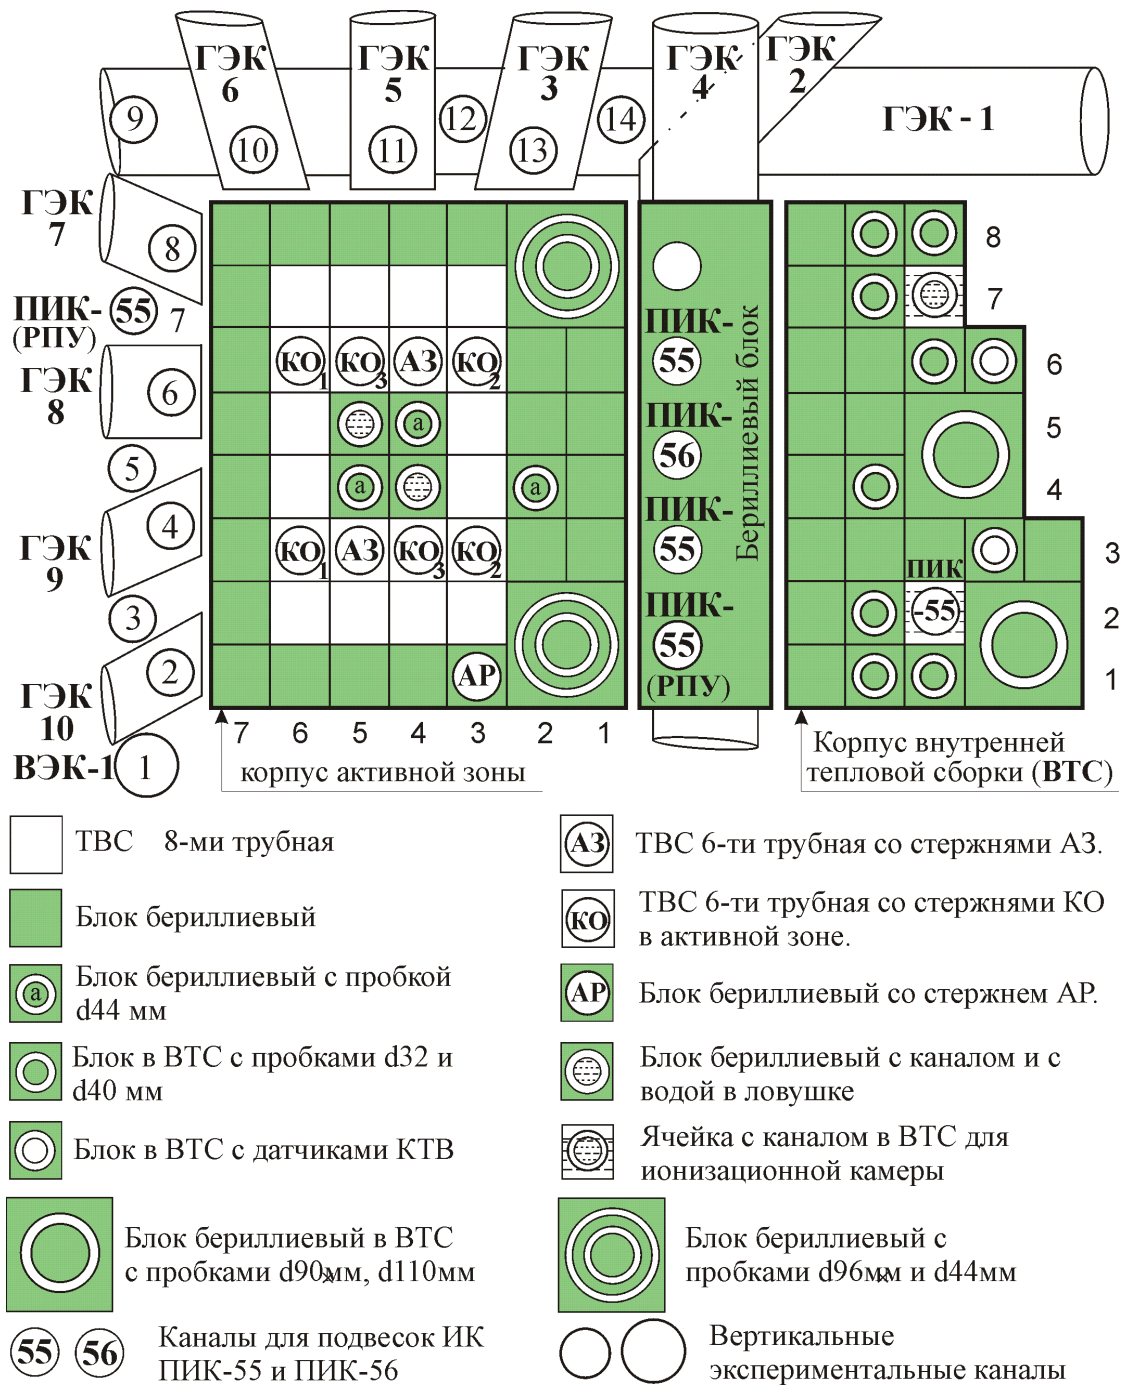 ГЭК
6
ГЭК
5
ГЭК
3
ГЭК
4
ГЭК
2
ГЭК - 1
9
10
11
12
13
14
ГЭК
7
8
ПИК-
(РПУ)
55
7
ГЭК
8
6
5
4
ГЭК
9
3
2
ГЭК
10
ВЭК-1
1
КО1
КО3
АЗ
КО2
а
а
а
КО1
АЗ
КО3
КО2
АР
7 6 5 4 3 2 1
корпус активной зоны
ПИК-
55
ПИК-
56
ПИК-
55
ПИК-
55
(РПУ)
Бериллиевый блок
8
7
6
5
4
3
2
1
ПИК
-55
Корпус внутренней
тепловой сборки (ВТС)
ТВС 8-ми трубная
Блок бериллиевый
а
Блок бериллиевый с пробкой
d44 мм
Блок в ВТС с пробками d32 и
d40 мм
Блок в ВТС с датчиками КТВ
Блок бериллиевый в ВТС
с пробками d90мм, d110мм
55 56
Каналы для подвесок ИК
ПИК-55 и ПИК-56
АЗ
ТВС 6-ти трубная со стержнями АЗ.
КО
ТВС 6-ти трубная со стержнями КО
в активной зоне.
АР
Блок бериллиевый со стержнем АР.
Блок бериллиевый с каналом и с
водой в ловушке
Ячейка с каналом в ВТС для
ионизационной камеры
Блок бериллиевый с
пробками d96мм и d44мм
Вертикальные
экспериментальные каналы